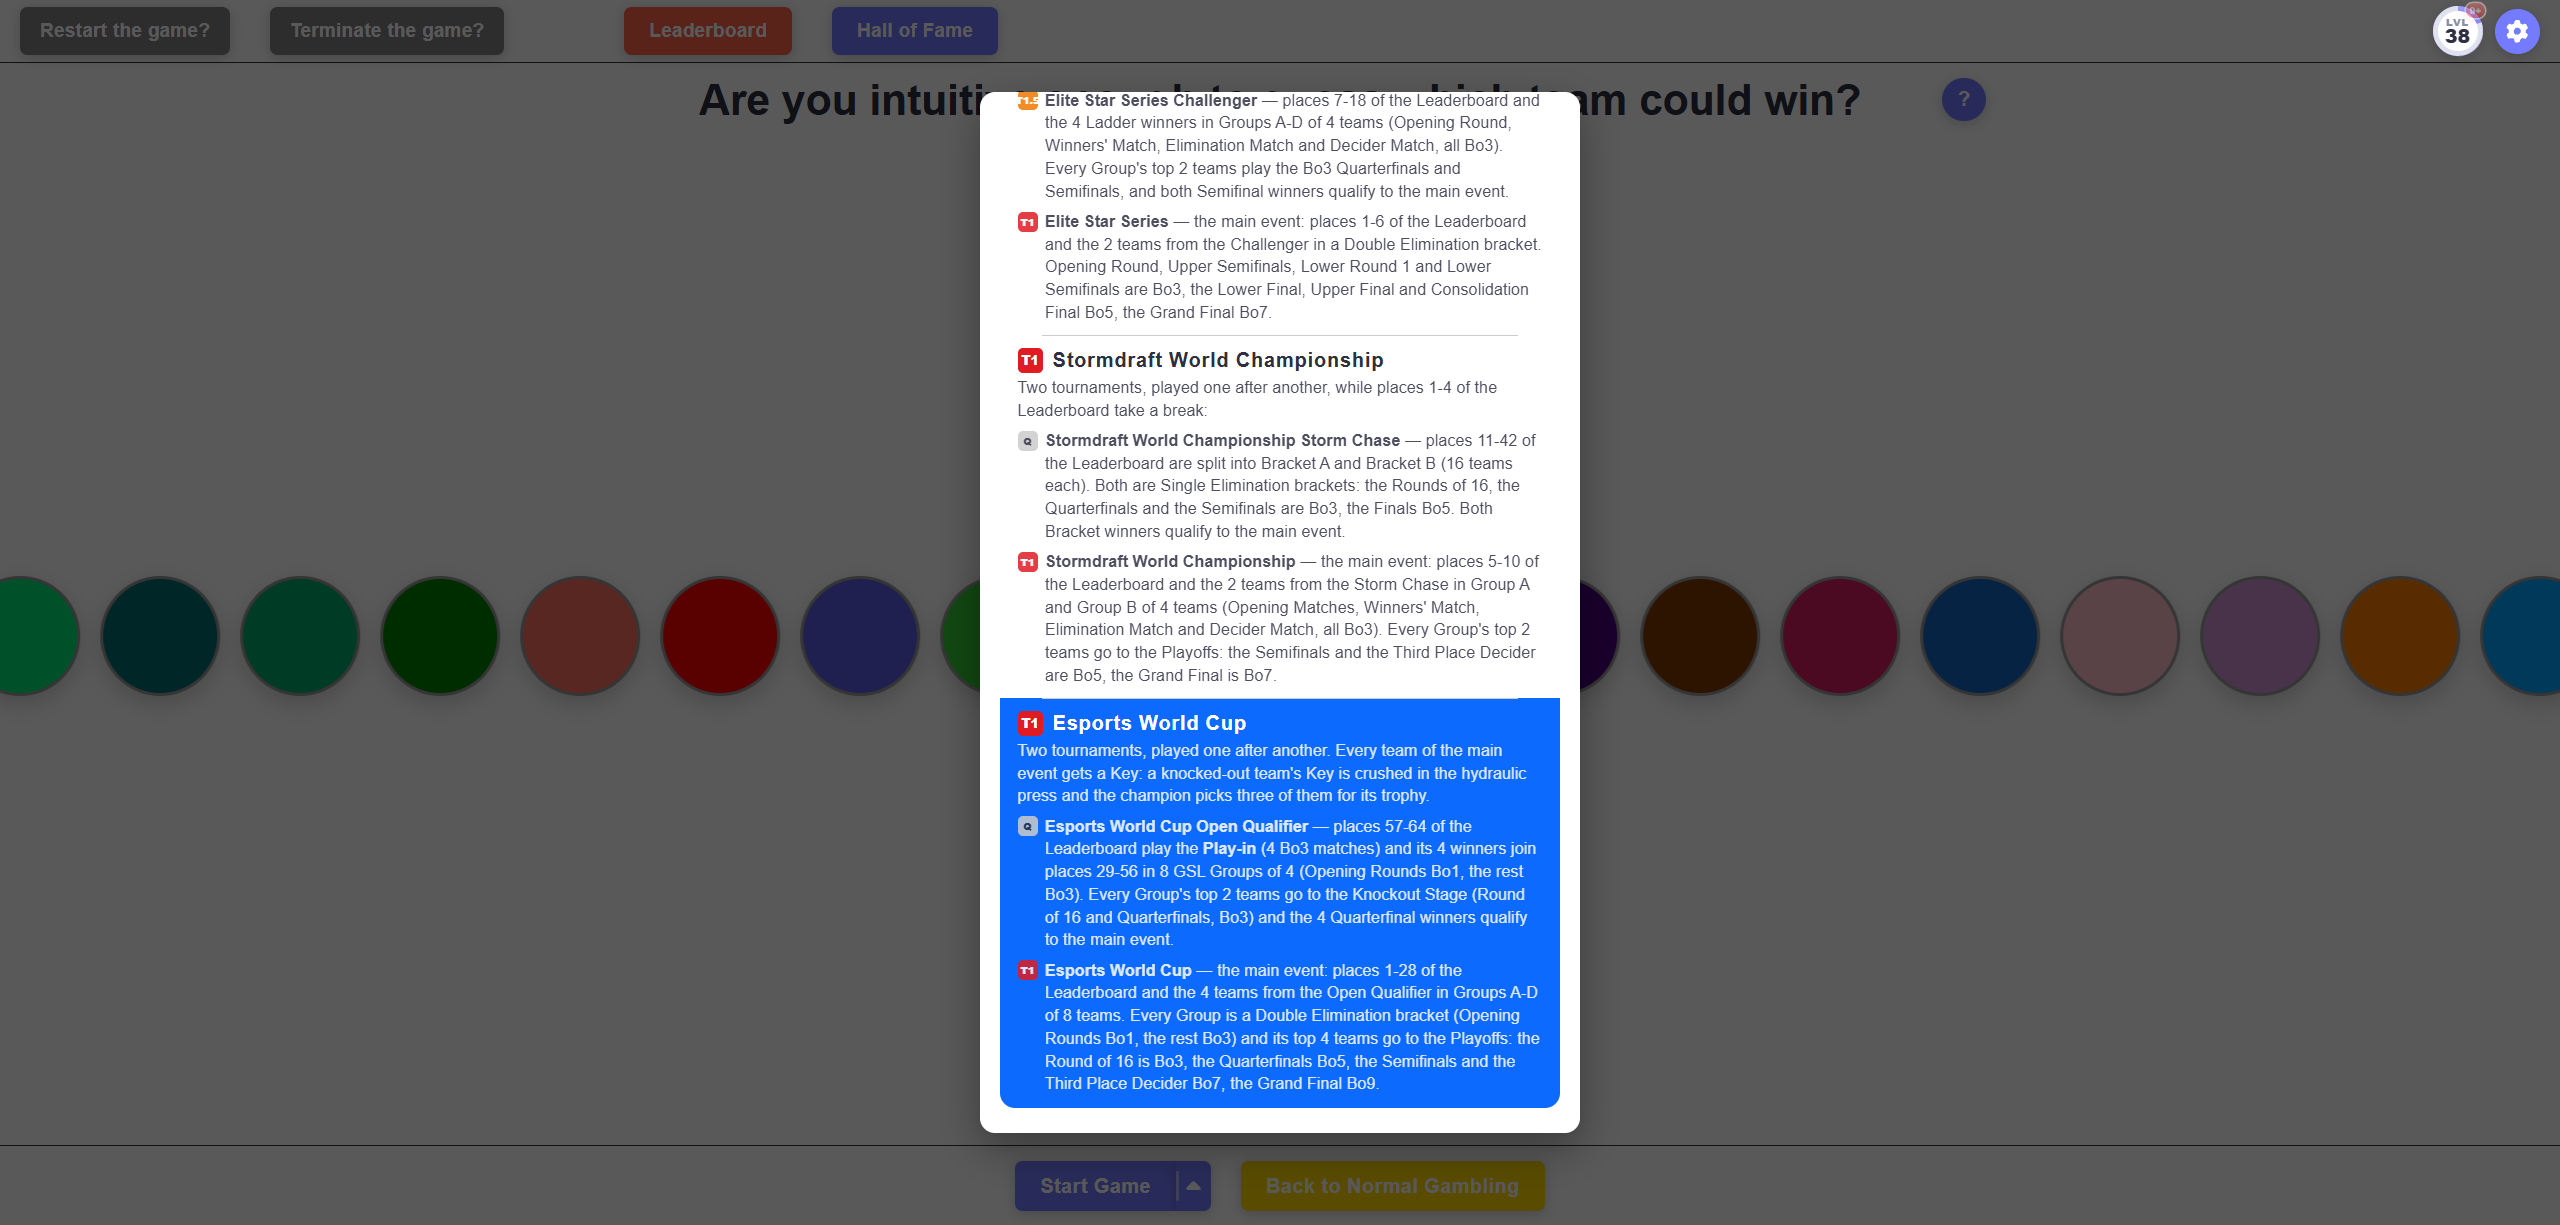 Restart the game?
Terminate the game?
Leaderboard
Hall of Fame
LVL
38
9+
Are you intuiti
am could win?
?
T1.5 Elite Star Series Challenger — places 7-18 of the Leaderboard and
the 4 Ladder winners in Groups A-D of 4 teams (Opening Round,
Winners' Match, Elimination Match and Decider Match, all Bo3).
Every Group's top 2 teams play the Bo3 Quarterfinals and
Semifinals, and both Semifinal winners qualify to the main event.
T1 Elite Star Series — the main event: places 1-6 of the Leaderboard
and the 2 teams from the Challenger in a Double Elimination bracket.
Opening Round, Upper Semifinals, Lower Round 1 and Lower
Semifinals are Bo3, the Lower Final, Upper Final and Consolidation
Final Bo5, the Grand Final Bo7.
T1 Stormdraft World Championship
Two tournaments, played one after another, while places 1-4 of the
Leaderboard take a break:
Q Stormdraft World Championship Storm Chase — places 11-42 of
the Leaderboard are split into Bracket A and Bracket B (16 teams
each). Both are Single Elimination brackets: the Rounds of 16, the
Quarterfinals and the Semifinals are Bo3, the Finals Bo5. Both
Bracket winners qualify to the main event.
T1 Stormdraft World Championship — the main event: places 5-10 of
the Leaderboard and the 2 teams from the Storm Chase in Group A
and Group B of 4 teams (Opening Matches, Winners' Match,
Elimination Match and Decider Match, all Bo3). Every Group's top 2
teams go to the Playoffs: the Semifinals and the Third Place Decider
are Bo5, the Grand Final is Bo7.
T1 Esports World Cup
Two tournaments, played one after another. Every team of the main
event gets a Key: a knocked-out team's Key is crushed in the hydraulic
press and the champion picks three of them for its trophy.
Q Esports World Cup Open Qualifier — places 57-64 of the
Leaderboard play the Play-in (4 Bo3 matches) and its 4 winners join
places 29-56 in 8 GSL Groups of 4 (Opening Rounds Bo1, the rest
Bo3). Every Group's top 2 teams go to the Knockout Stage (Round
of 16 and Quarterfinals, Bo3) and the 4 Quarterfinal winners qualify
to the main event.
T1 Esports World Cup — the main event: places 1-28 of the
Leaderboard and the 4 teams from the Open Qualifier in Groups A-D
of 8 teams. Every Group is a Double Elimination bracket (Opening
Rounds Bo1, the rest Bo3) and its top 4 teams go to the Playoffs: the
Round of 16 is Bo3, the Quarterfinals Bo5, the Semifinals and the
Third Place Decider Bo7, the Grand Final Bo9.
Start Game
Back to Normal Gambling